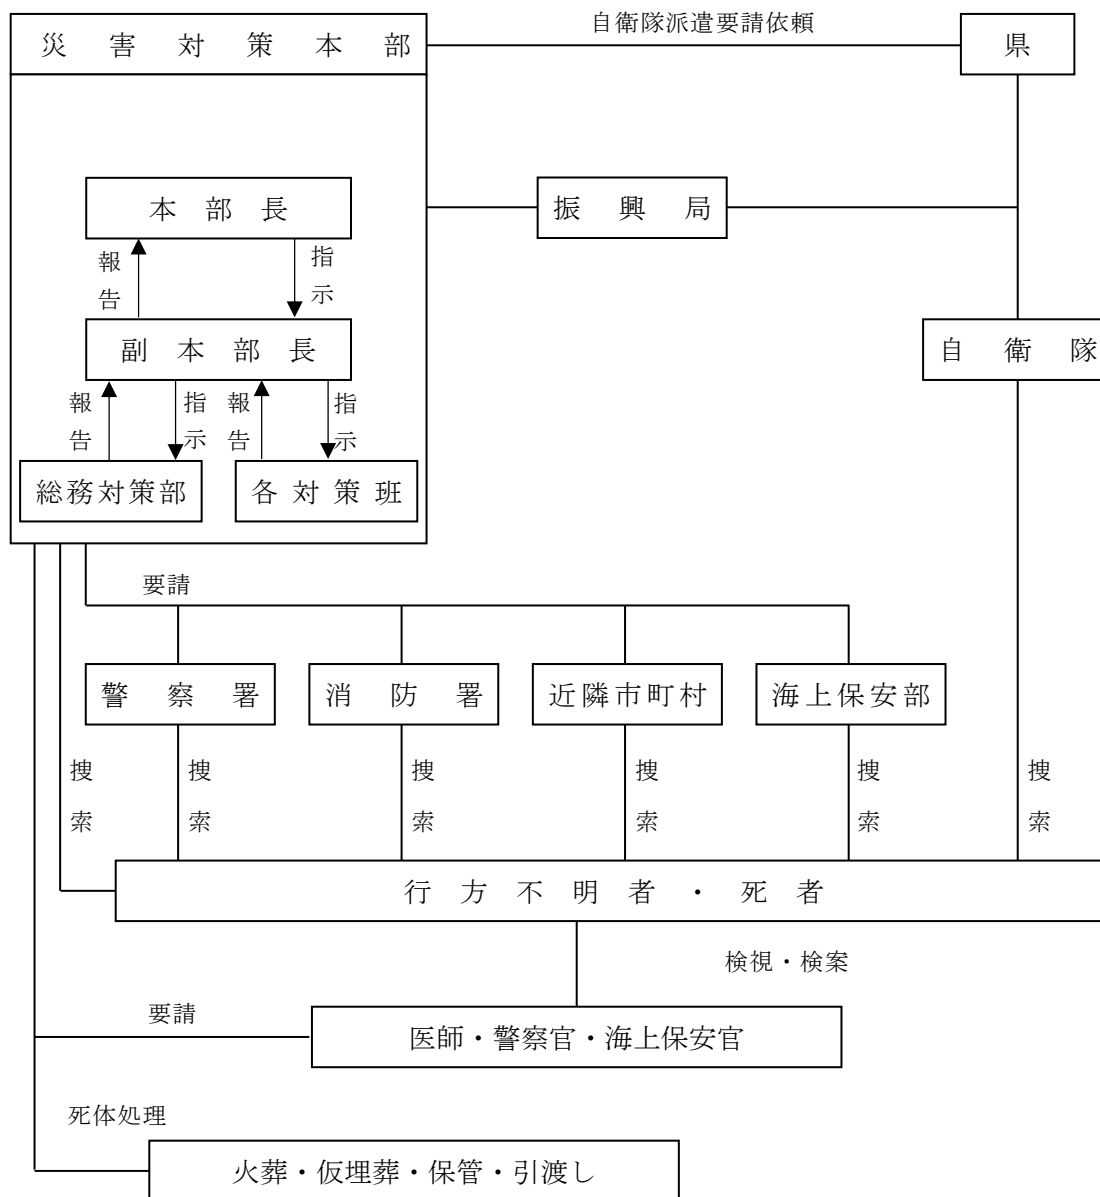 自衛隊派遣要請依頼
災害対策本部
県
本部長
振興局
報告
指示
副本部長
自衛隊
報告
指示
報告
指示
総務対策部
各対策班
要請
警察署
消防署
近隣市町村
海上保安部
捜索
捜索
捜索
捜索
捜索
捜索
行方不明者・死者
検視・検案
要請
医師・警察官・海上保安官
死体処理
火葬・仮埋葬・保管・引渡し